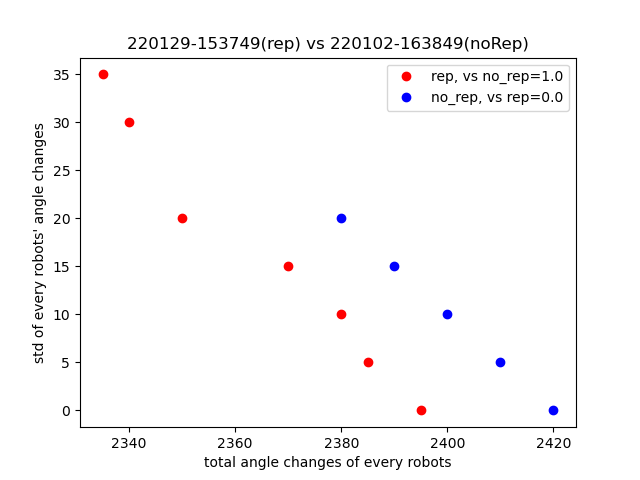 220129-153749(rep) vs 220102-163849(noRep)
rep, vs no_rep=1.0
no_rep, vs rep=0.0
std of every robots' angle changes
35
30
25
20
15
10
5
0
2340 2360 2380 2400 2420
total angle changes of every robots